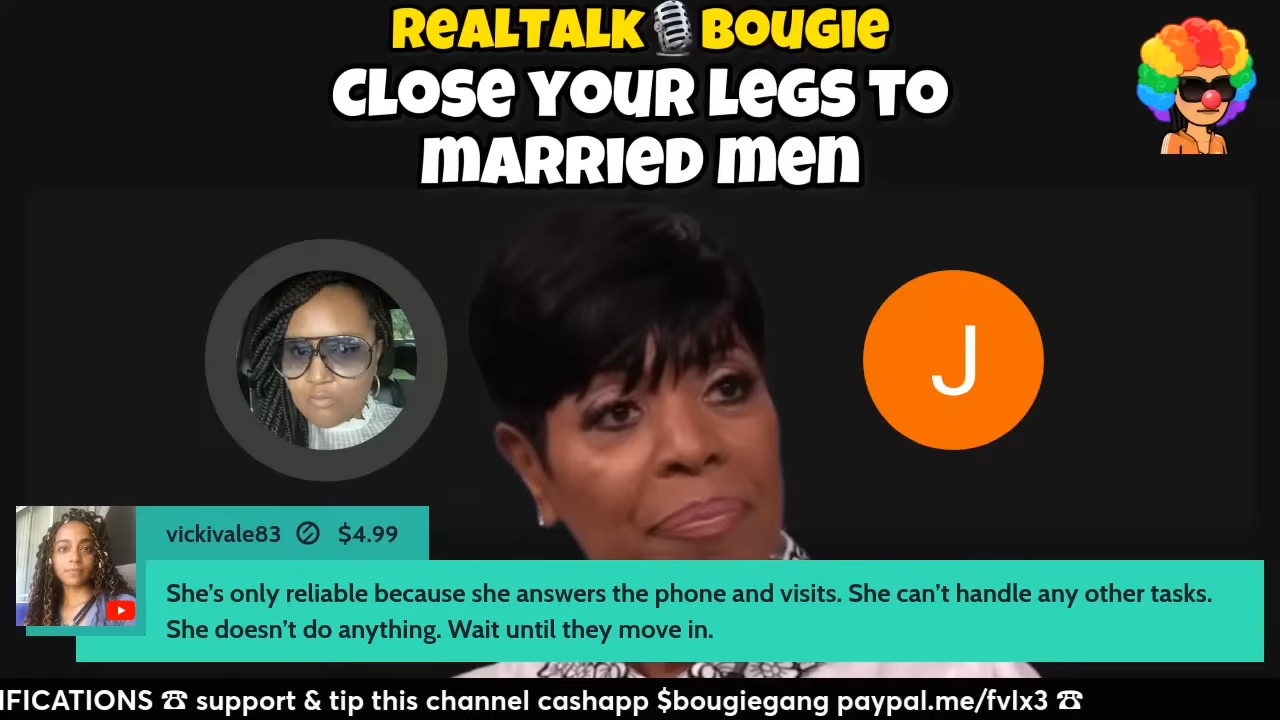 REALTALK BOUGIE
CLOSE YOUR LEGS TO
MARRIED MEN
J
vickivale83 $4.99
She's only reliable because she answers the phone and visits. She can't handle any other tasks.
She doesn't do anything. Wait until they move in.
IFICATIONS ☎ support & tip this channel cashapp $bougiegang paypal.me/fvlx3 ☎